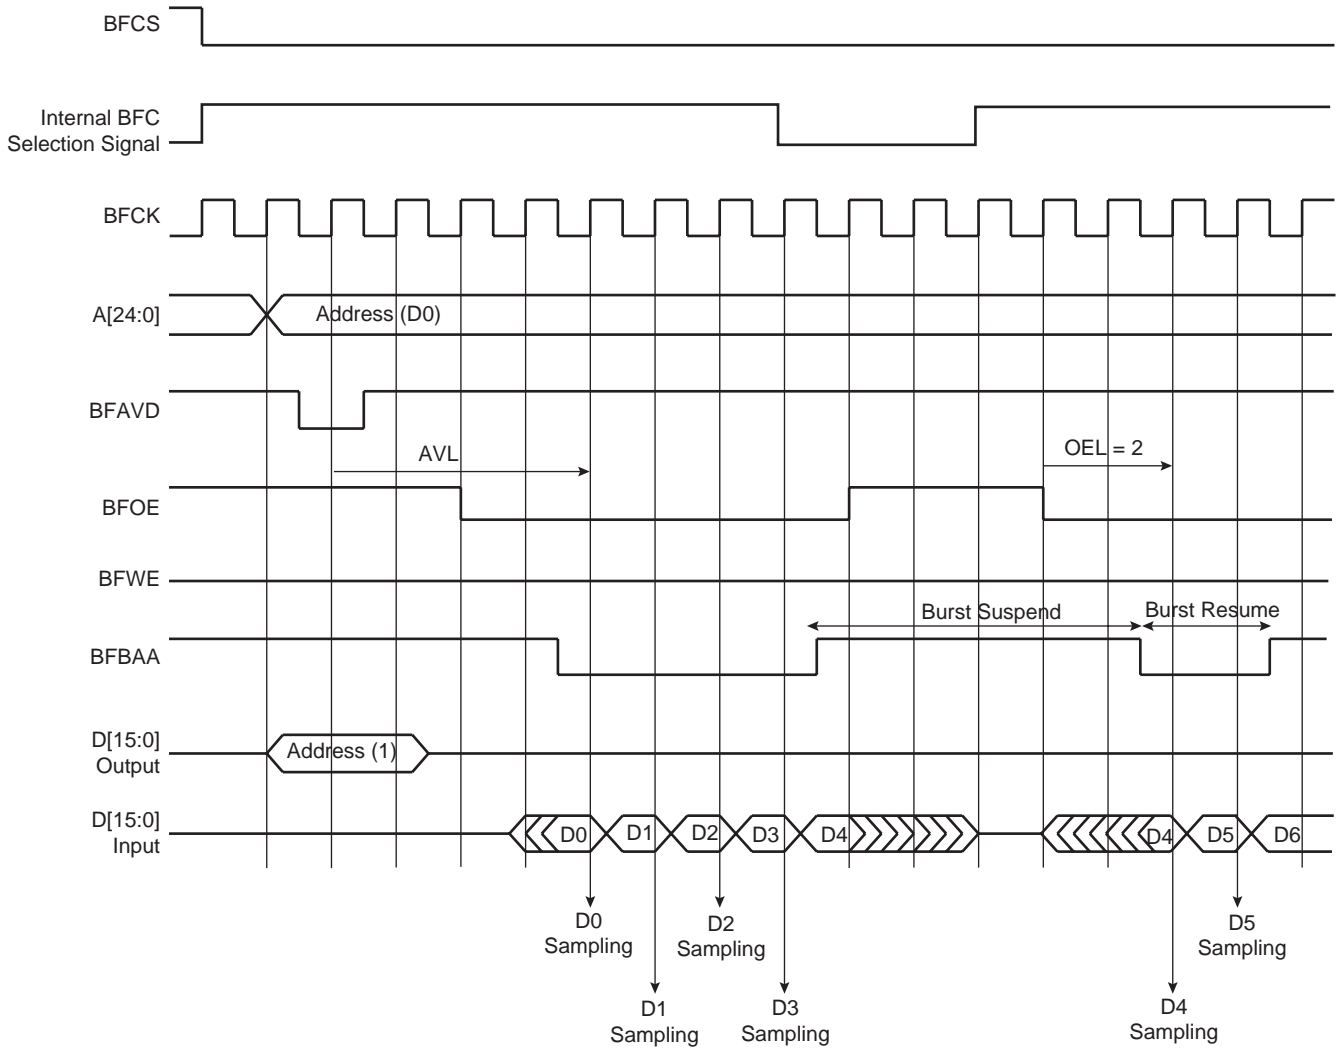 BFCS
Internal BFC
Selection Signal
BFCK
A[24:0]
Address (D0)
BFAVD
AVL
OEL = 2
BFOE
BFWE
Burst Suspend
Burst Resume
BFBAA
D[15:0]
Output
Address (1)
D[15:0]
Input
D0
D1
D2
D3
D4
D4
D5
D6
D0
Sampling
D2
Sampling
D5
Sampling
D1
Sampling
D3
Sampling
D4
Sampling